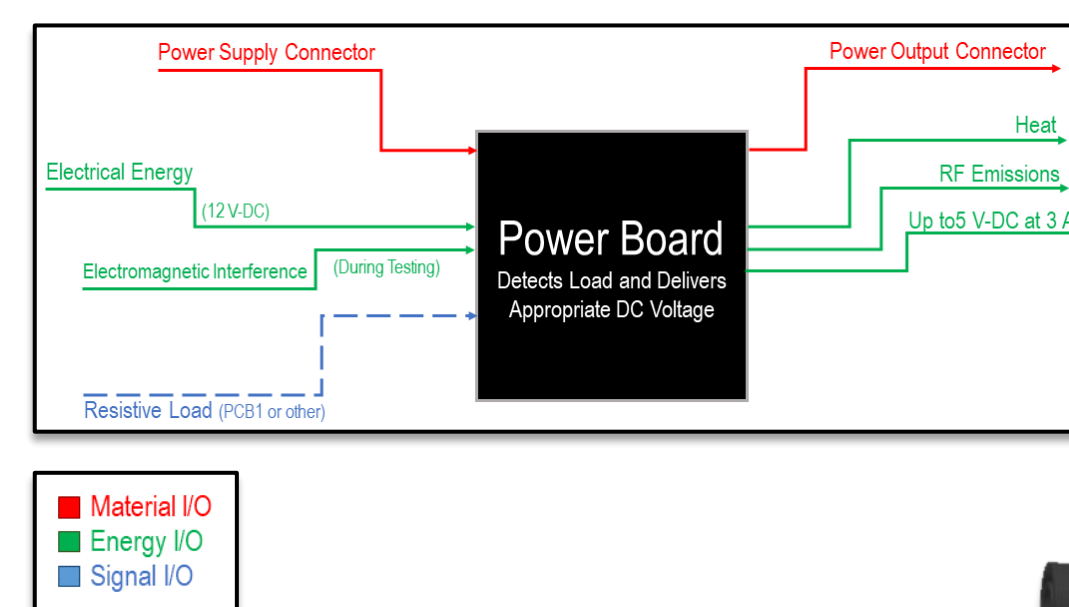 Power Supply Connector
Power Output Connector
Heat
Electrical Energy
RF Emissions
(12 V-DC)
Up to5 V-DC at 3 A
Electromagnetic Interference
(During Testing)
Power Board
Detects Load and Delivers
Appropriate DC Voltage
Resistive Load (PCB1 or other)
Material I/O
Energy I/O
Signal I/O